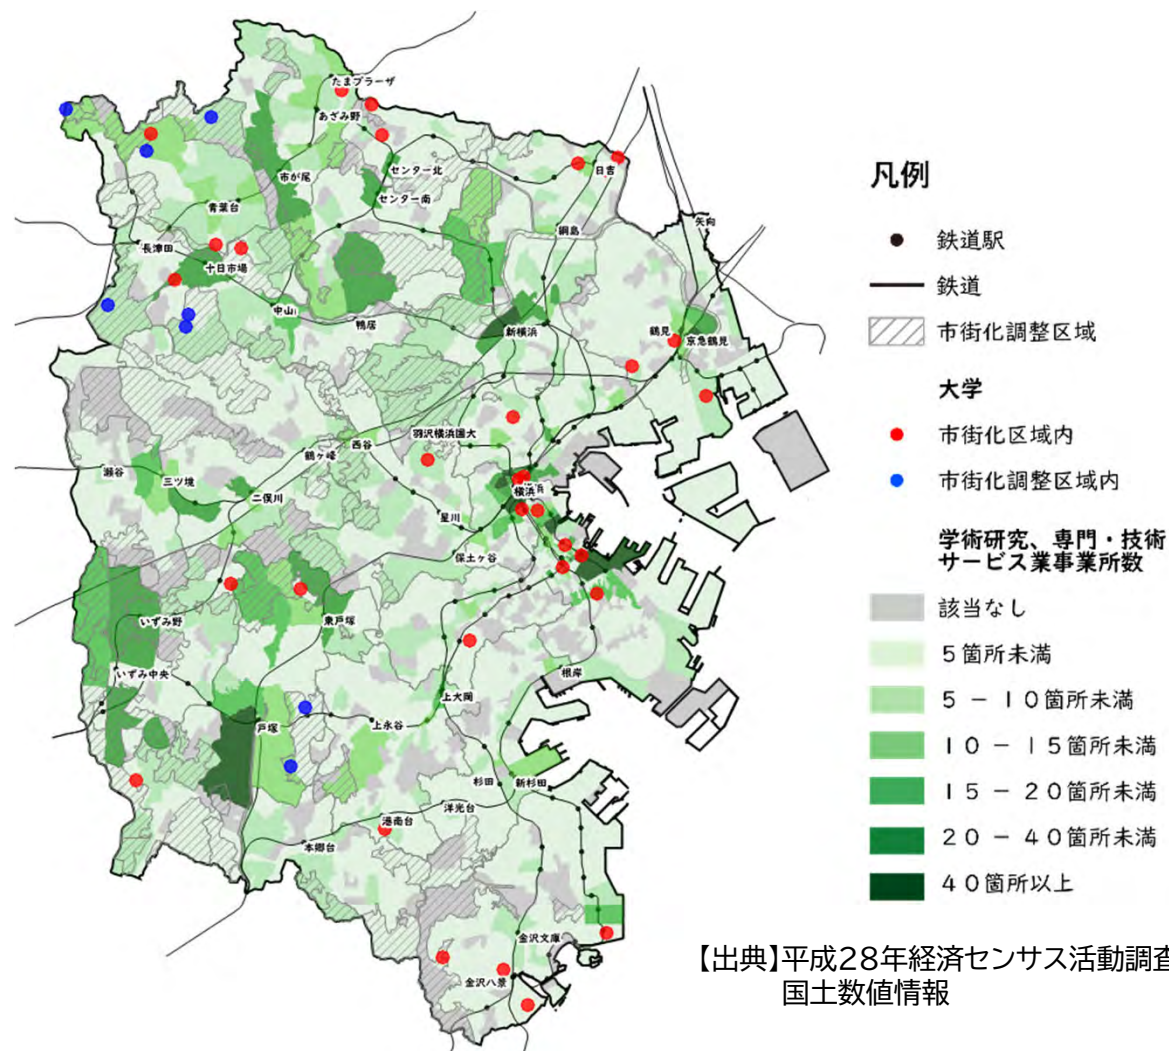 たまプラーザ
あざみ野
センター北
日吉
市が尾
センター南
青葉台
綱島
矢向
長津田
十日市場
中山
鴨居
新横浜
鶴見
京急鶴見
羽沢横浜国大
西谷
鶴ヶ峰
瀬谷
三ツ境
二俣川
横浜
星川
保土ヶ谷
いずみ野
東戸塚
いずみ中央
根岸
上大岡
戸塚
上永谷
杉田
新杉田
洋光台
港南台
本郷台
金沢文庫
金沢八景
凡例
鉄道駅
鉄道
市街化調整区域
大学
市街化区域内
市街化調整区域内
学術研究、専門・技術
サービス業事業所数
該当なし
5箇所未満
5-10箇所未満
10-15箇所未満
15-20箇所未満
20-40箇所未満
40箇所以上
【出典】平成28年経済センサス活動調査
国土数値情報